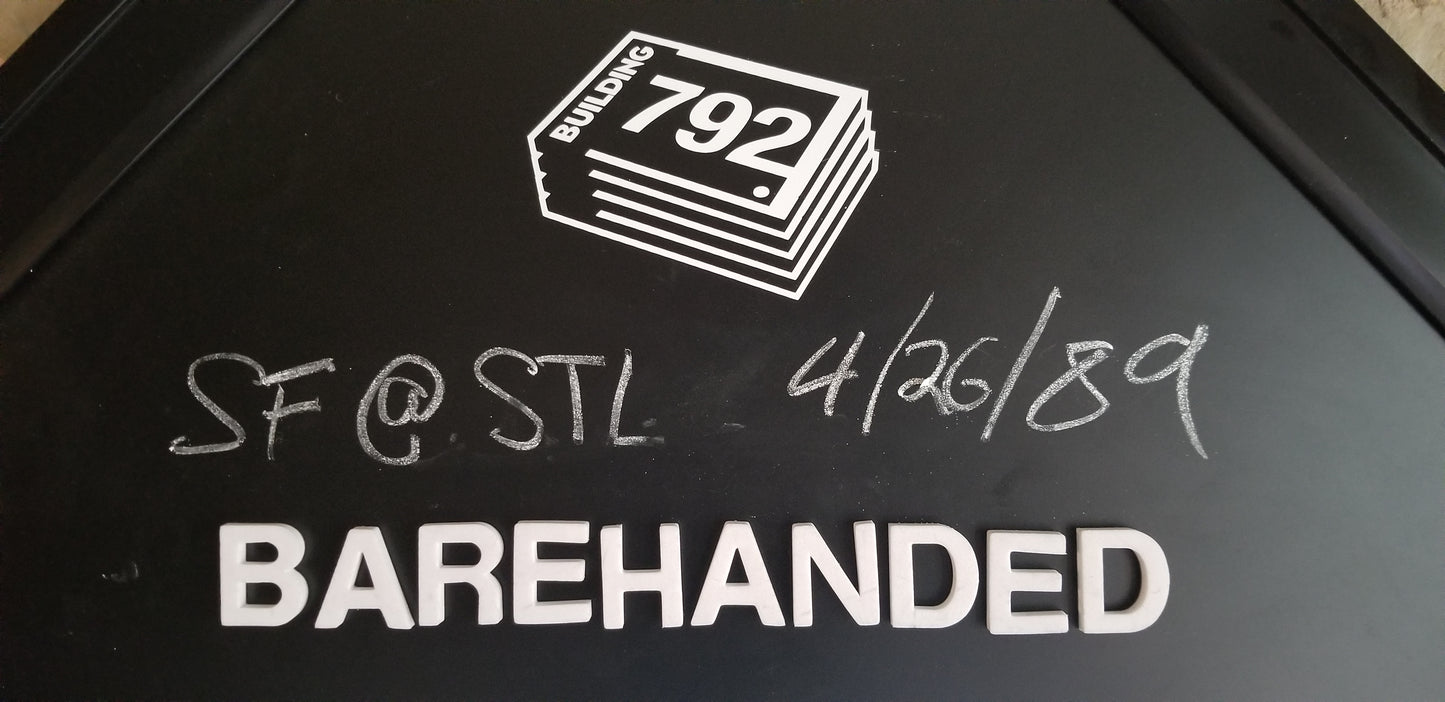 BUILDING
792
SF @ STL 4/26/89
BAREHANDED